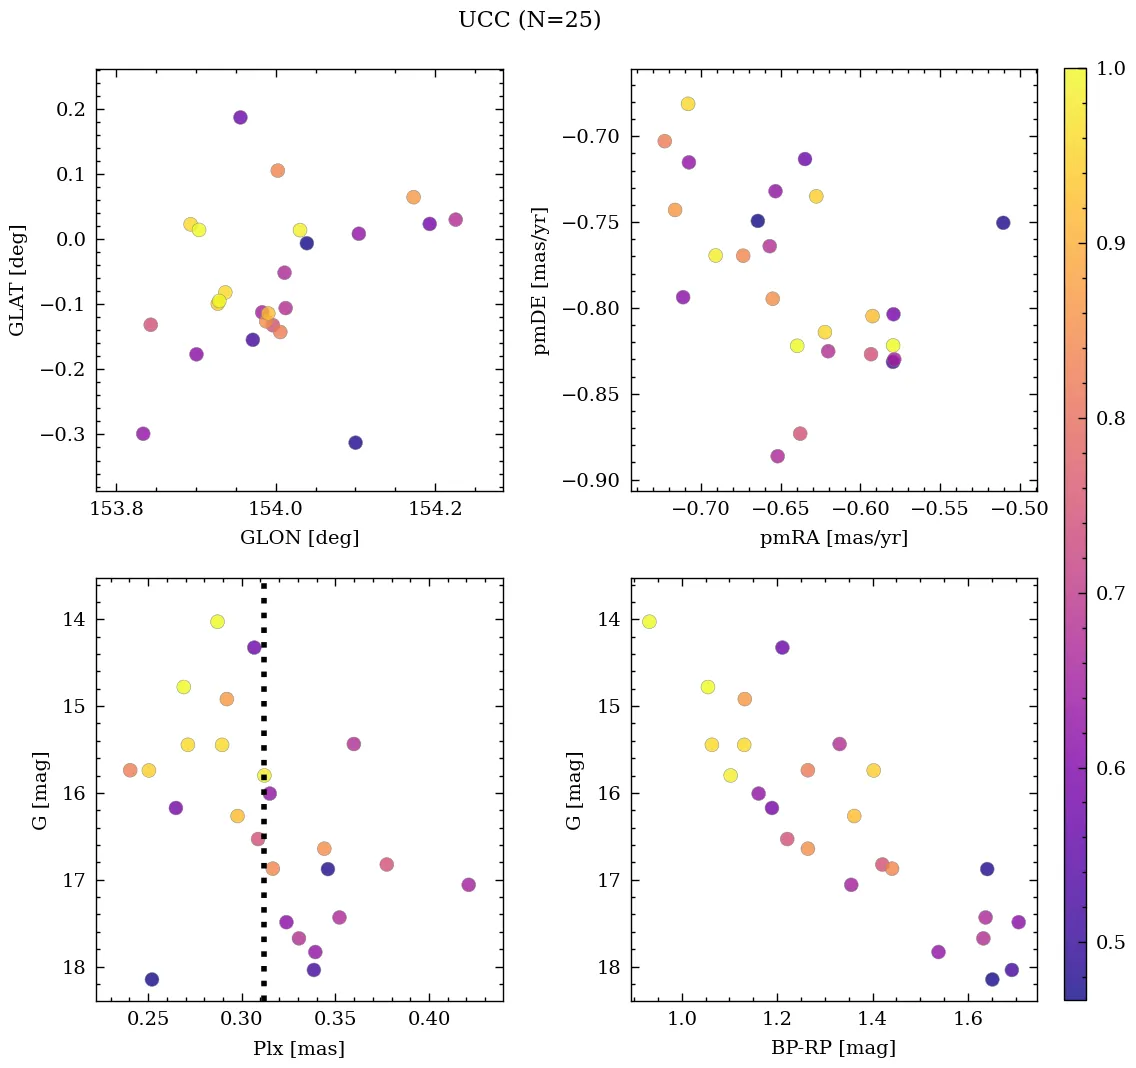 UCC (N=25)
0.2
0.1
0.0
−0.1
−0.2
−0.3
GLAT [deg]
153.8 154.0 154.2
GLON [deg]
−0.70
−0.75
−0.80
−0.85
−0.90
pmDE [mas/yr]
−0.70 −0.65 −0.60 −0.55 −0.50
pmRA [mas/yr]
14
15
16
17
18
G [mag]
0.25 0.30 0.35 0.40
Plx [mas]
14
15
16
17
18
G [mag]
1.0 1.2 1.4 1.6
BP-RP [mag]
1.0
0.9
0.8
0.7
0.6
0.5